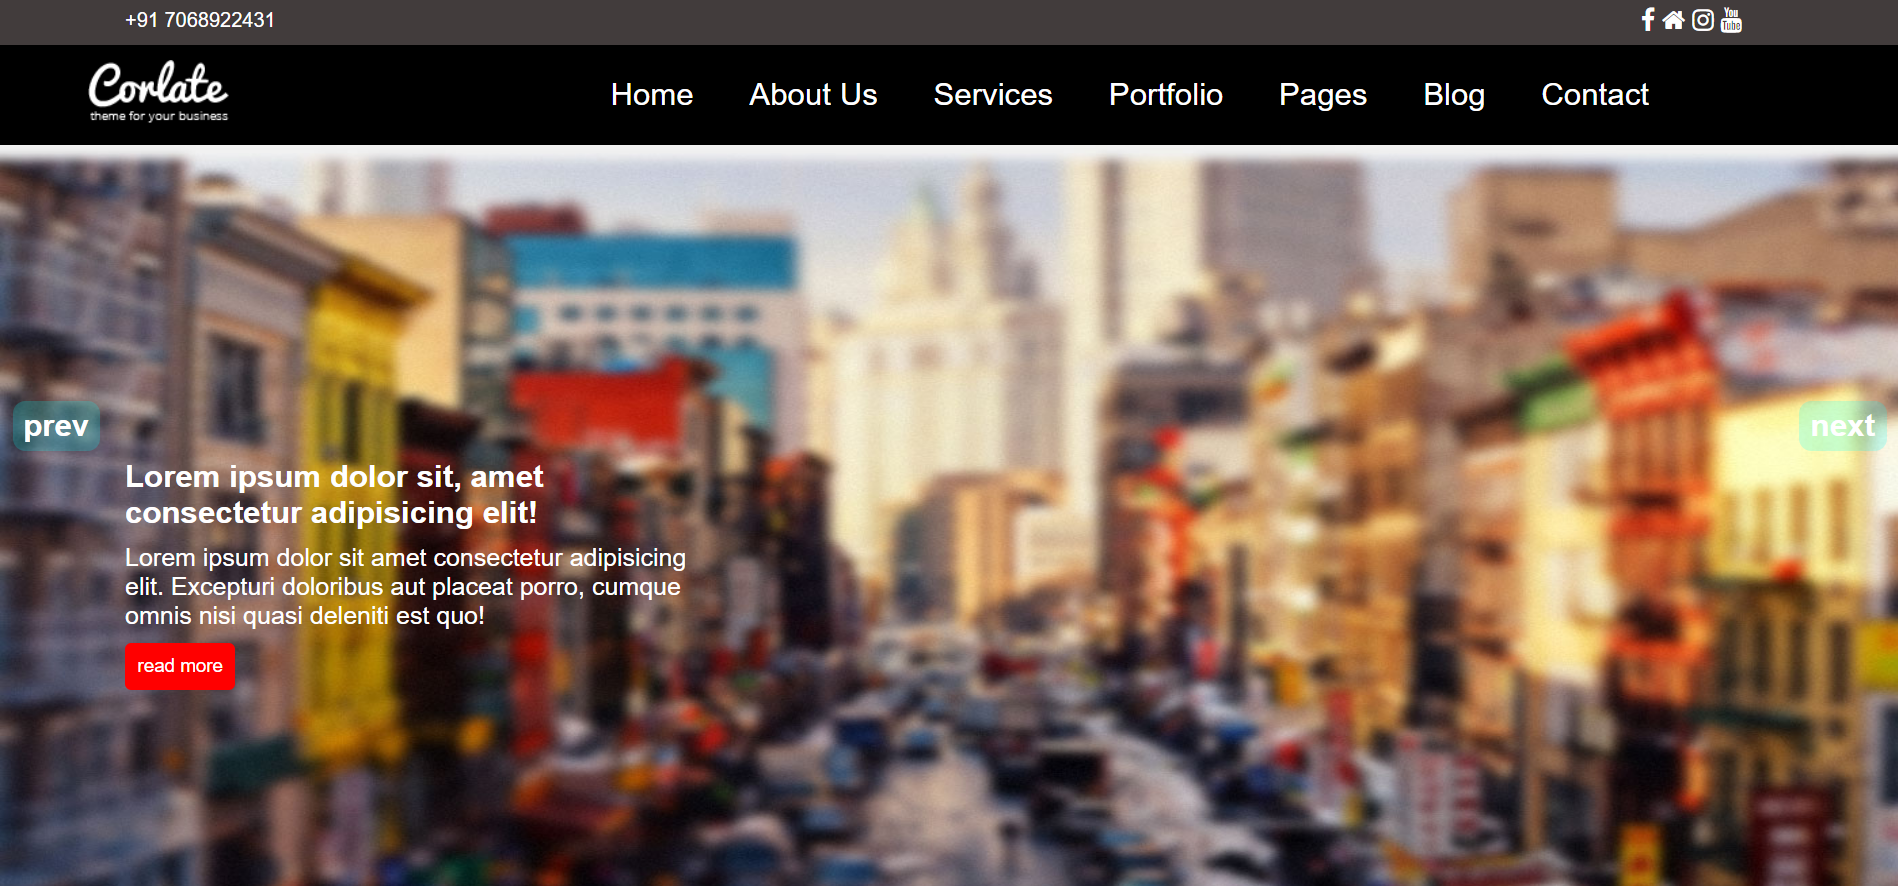 +91 7068922431
You
Tube
Corlate
theme for your business
Home About Us Services Portfolio Pages Blog Contact
prev
next
Lorem ipsum dolor sit, amet
consectetur adipisicing elit!
Lorem ipsum dolor sit amet consectetur adipisicing
elit. Excepturi doloribus aut placeat porro, cumque
omnis nisi quasi deleniti est quo!
read more